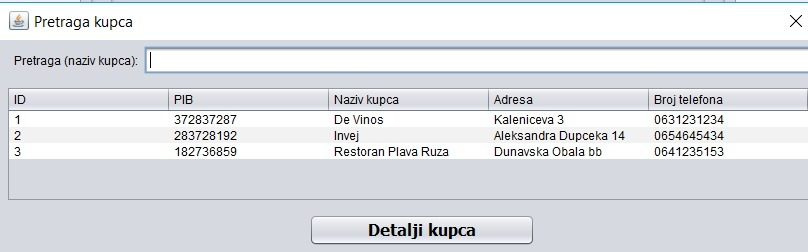 Pretraga kupca
Pretraga (naziv kupca):
ID PIB Naziv kupca Adresa Broj telefona
1 372837287 De Vinos Kaleniceva 3 0631231234
2 283728192 Invej Aleksandra Dupceka 14 0654645434
3 182736859 Restoran Plava Ruza Dunavska Obala bb 0641235153
Detalji kupca